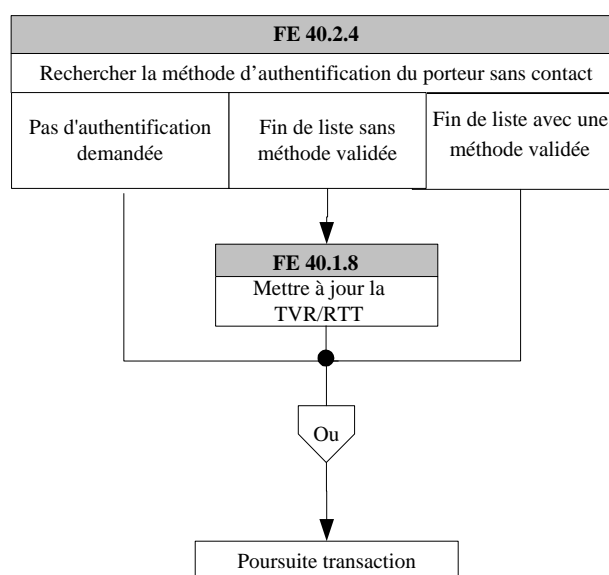 FE 40.2.4
Rechercher la méthode d’authentification du porteur sans contact
Pas d'authentification
demandée
Fin de liste sans
méthode validée
Fin de liste avec une
méthode validée
FE 40.1.8
Mettre à jour la
TVR/RTT
Ou
Poursuite transaction